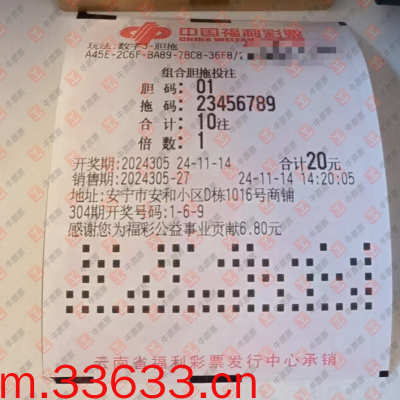 中国福利彩票
玩法:数字3-胆拖
A45E-2C6F-BA89-7BC8-36F8/
组合胆拖投注
胆 码: 01
拖 码: 23456789
合 计: 10注
倍 数: 1
开奖期:2024305 24-11-14 合计20元
销售期:2024305-27 24-11-14 14:20:05
地址:安宁市安和小区D栋1016号商铺
304期开奖号码:1-6-9
感谢您为福彩公益事业贡献6.80元
云南省福利彩票发行中心承销
m.33633.cn